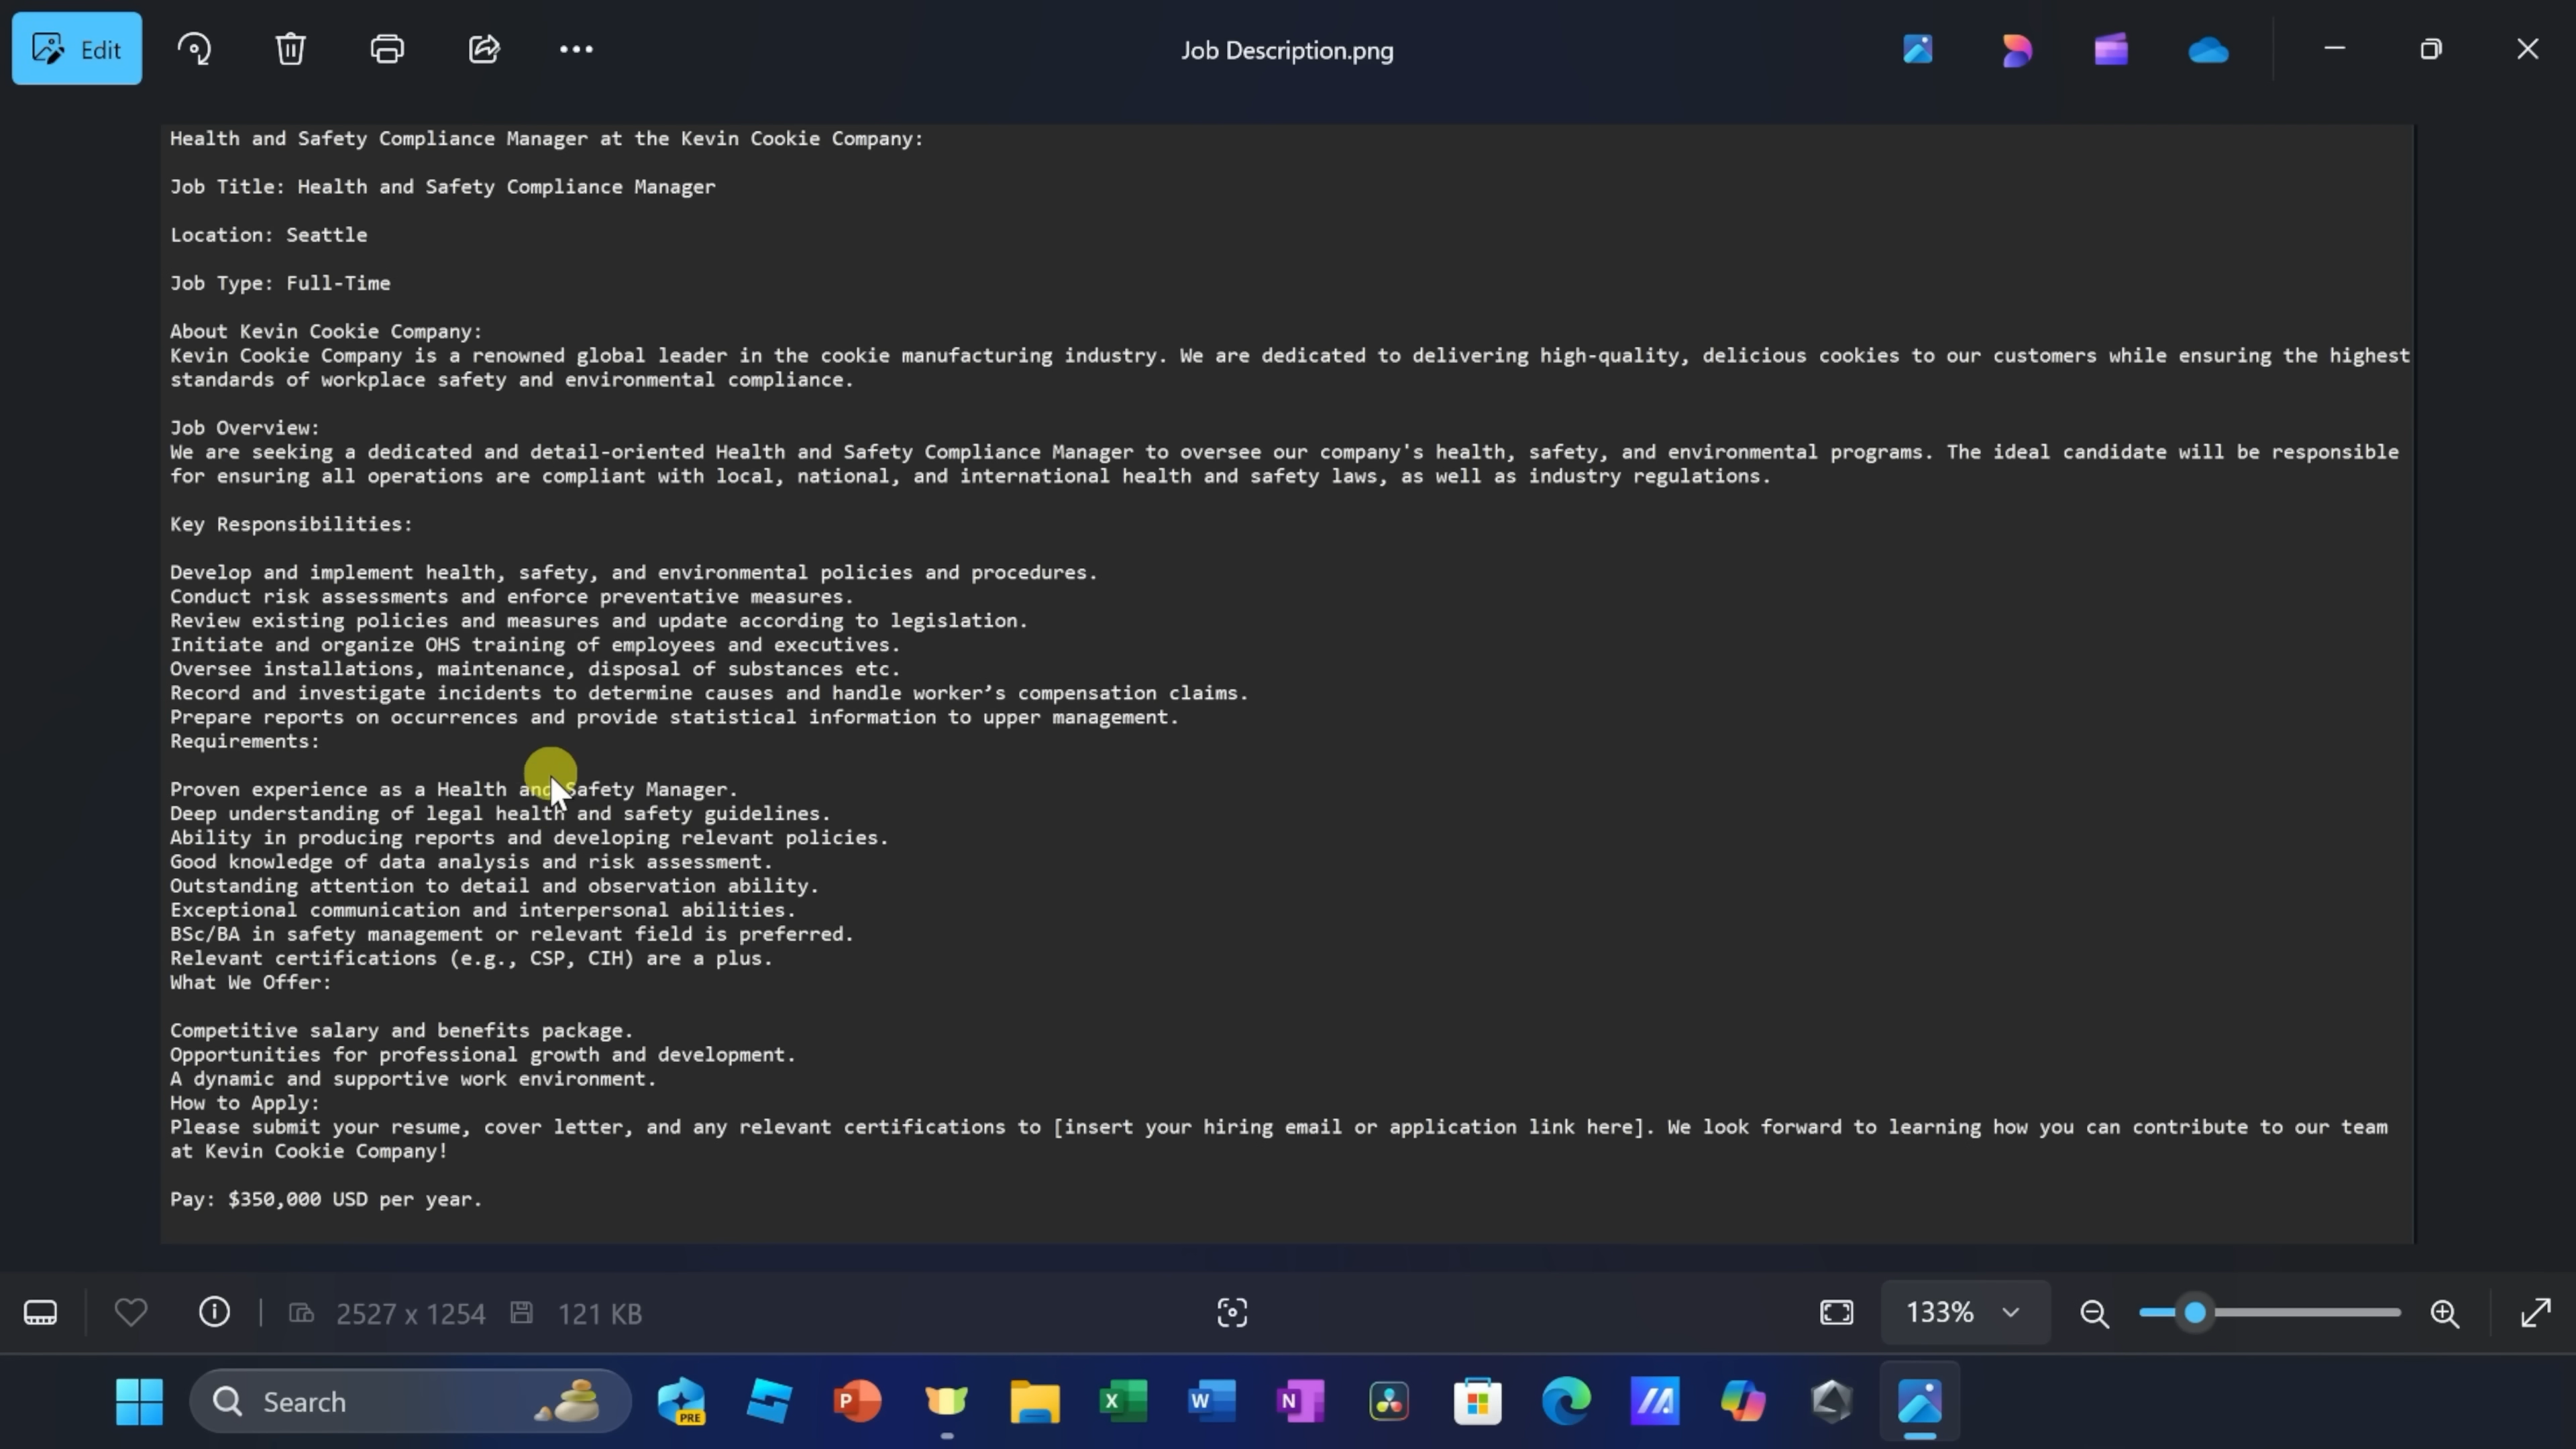 Edit
Job Description.png
Health and Safety Compliance Manager at the Kevin Cookie Company:
Job Title: Health and Safety Compliance Manager
Location: Seattle
Job Type: Full-Time
About Kevin Cookie Company:
Kevin Cookie Company is a renowned global leader in the cookie manufacturing industry. We are dedicated to delivering high-quality, delicious cookies to our customers while ensuring the highest
standards of workplace safety and environmental compliance.
Job Overview:
We are seeking a dedicated and detail-oriented Health and Safety Compliance Manager to oversee our company's health, safety, and environmental programs. The ideal candidate will be responsible
for ensuring all operations are compliant with local, national, and international health and safety laws, as well as industry regulations.
Key Responsibilities:
Develop and implement health, safety, and environmental policies and procedures.
Conduct risk assessments and enforce preventative measures.
Review existing policies and measures and update according to legislation.
Initiate and organize OHS training of employees and executives.
Oversee installations, maintenance, disposal of substances etc.
Record and investigate incidents to determine causes and handle worker’s compensation claims.
Prepare reports on occurrences and provide statistical information to upper management.
Requirements:
Proven experience as a Health and Safety Manager.
Deep understanding of legal health and safety guidelines.
Ability in producing reports and developing relevant policies.
Good knowledge of data analysis and risk assessment.
Outstanding attention to detail and observation ability.
Exceptional communication and interpersonal abilities.
BSc/BA in safety management or relevant field is preferred.
Relevant certifications (e.g., CSP, CIH) are a plus.
What We Offer:
Competitive salary and benefits package.
Opportunities for professional growth and development.
A dynamic and supportive work environment.
How to Apply:
Please submit your resume, cover letter, and any relevant certifications to [insert your hiring email or application link here]. We look forward to learning how you can contribute to our team
at Kevin Cookie Company!
Pay: $350,000 USD per year.
2527 x 1254 121 KB 133%
Search PRE P X W N